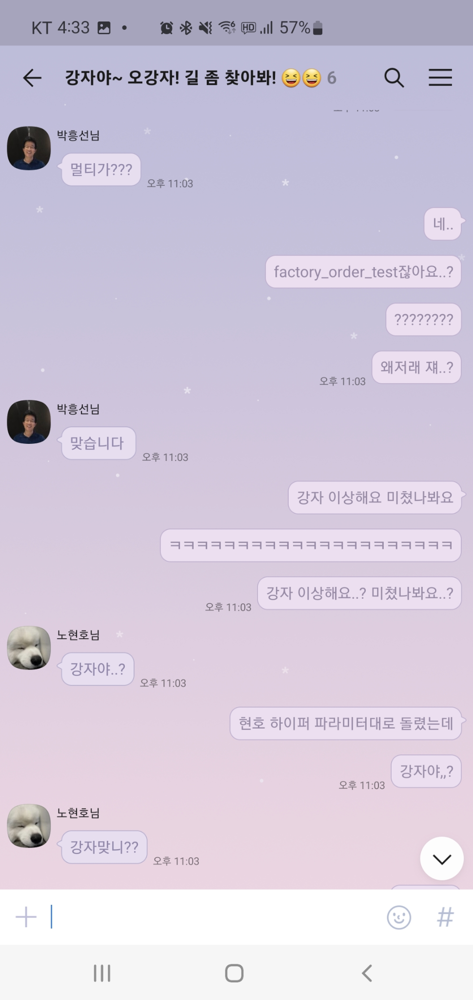 KT 4:33
HD
57%
강자야~ 오강자! 길 좀 찾아봐! 😆😆 6
박흥선님
멀티가???
오후 11:03
네..
factory_order_test잖아요..?
????????
왜저래 쟤..?
오후 11:03
박흥선님
맞습니다
오후 11:03
강자 이상해요 미쳤나봐요
ㅋㅋㅋㅋㅋㅋㅋㅋㅋㅋㅋㅋㅋㅋㅋㅋㅋㅋㅋㅋㅋ
강자 이상해요..? 미쳤나봐요..?
오후 11:03
노현호님
강자야..?
오후 11:03
현호 하이퍼 파라미터대로 돌렸는데
강자야,,?
오후 11:03
노현호님
강자맞니??
오후 11:03